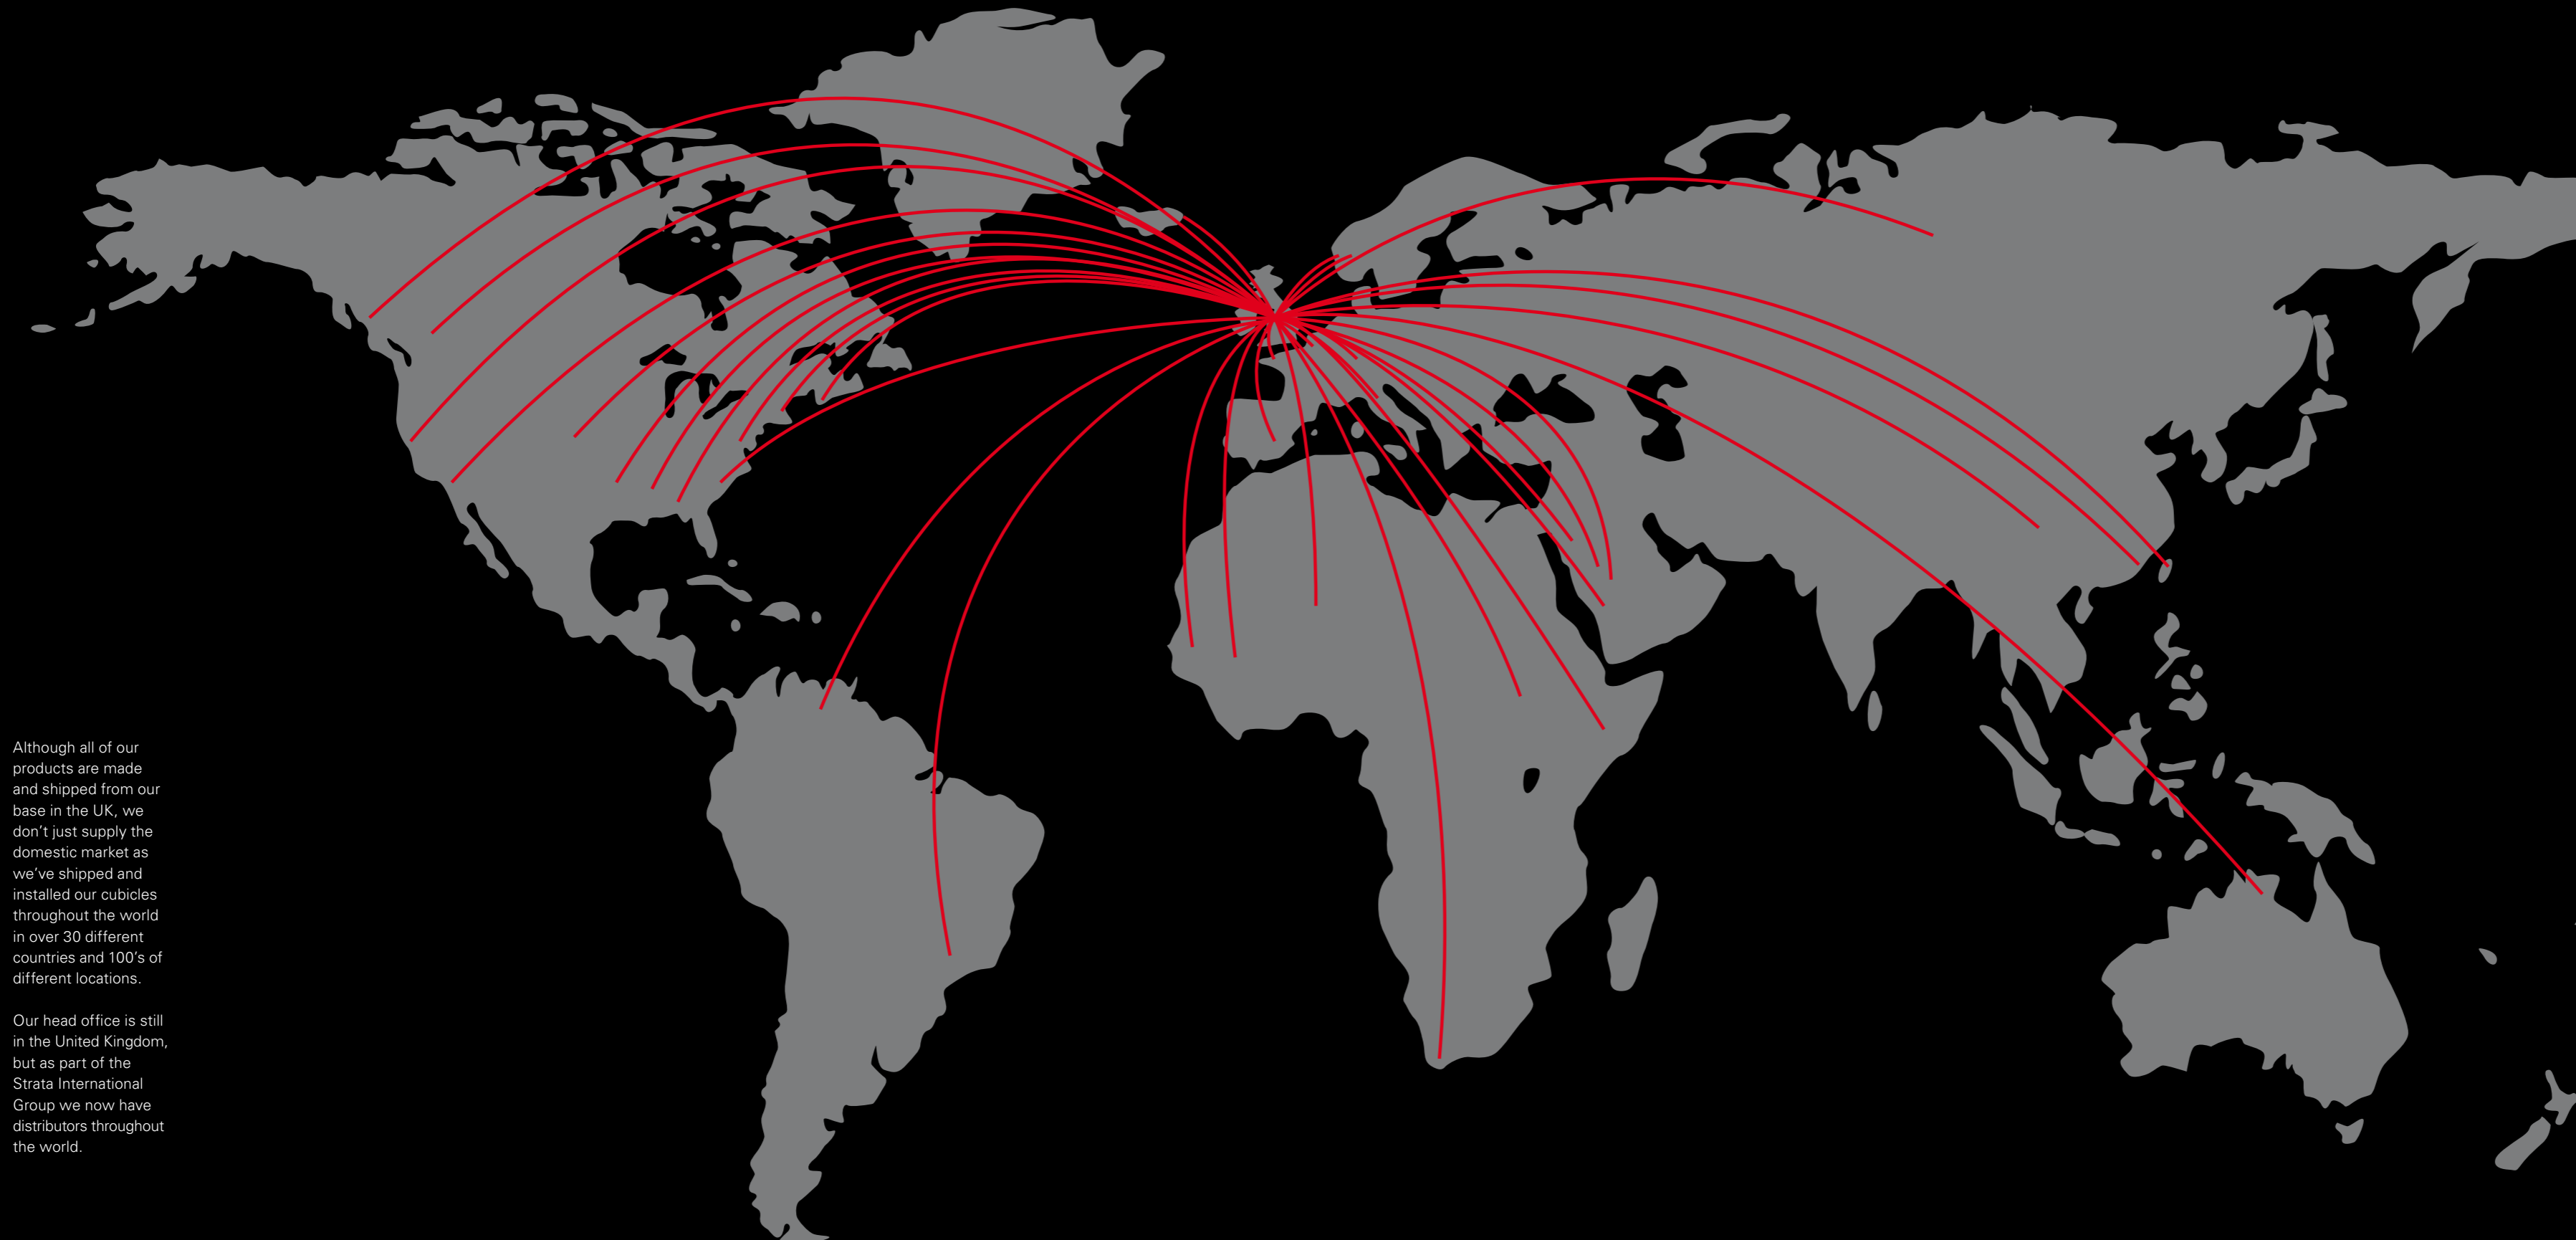 Although all of our
products are made
and shipped from our
base in the UK, we
don't just supply the
domestic market as
we've shipped and
installed our cubicles
throughout the world
in over 30 different
countries and 100's of
different locations.
Our head office is still
in the United Kingdom,
but as part of the
Strata International
Group we now have
distributors throughout
the world.